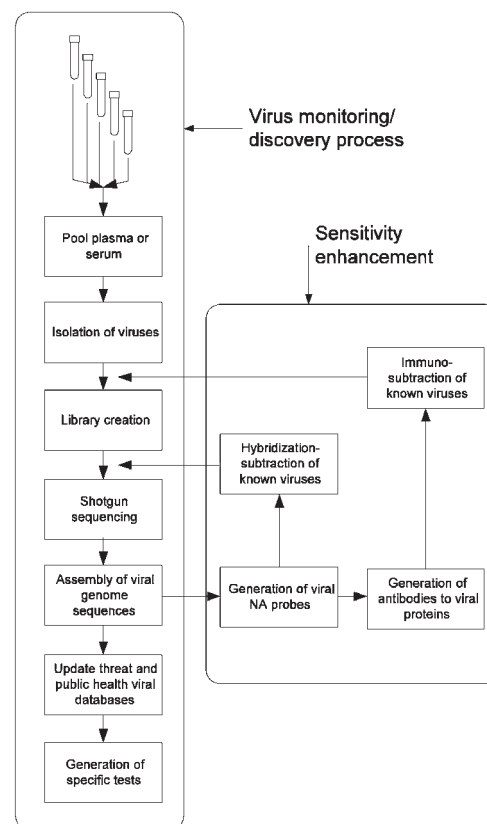 Virus monitoring/
discovery process
Pool plasma or
serum
Sensitivity
enhancement
Isolation of viruses
Immuno-
subtraction of
known viruses
Library creation
Hybridization-
subtraction of
known viruses
Shotgun
sequencing
Assembly of viral
genome
sequences
Generation of viral
NA probes
Generation of
antibodies to viral
proteins
Update threat and
public health viral
databases
Generation of
specific tests